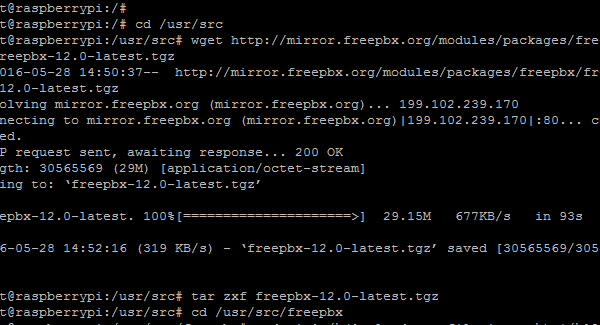 t@raspberrypi:/#
t@raspberrypi:/# cd /usr/src
t@raspberrypi:/usr/src# wget http://mirror.freepbx.org/modules/packages/fre
reepbx-12.0-latest.tgz
016-05-28 14:50:37-- http://mirror.freepbx.org/modules/packages/freepbx/fr
12.0-latest.tgz
olving mirror.freepbx.org (mirror.freepbx.org)... 199.102.239.170
necting to mirror.freepbx.org (mirror.freepbx.org)|199.102.239.170|:80... c
ed.
P request sent, awaiting response... 200 OK
gth: 30565569 (29M) [application/octet-stream]
ing to: ‘freepbx-12.0-latest.tgz’
epbx-12.0-latest. 100%[=====================>] 29.15M 677KB/s in 93s
6-05-28 14:52:16 (319 KB/s) - ‘freepbx-12.0-latest.tgz’ saved [30565569/305
t@raspberrypi:/usr/src# tar zxf freepbx-12.0-latest.tgz
t@raspberrypi:/usr/src# cd /usr/src/freepbx